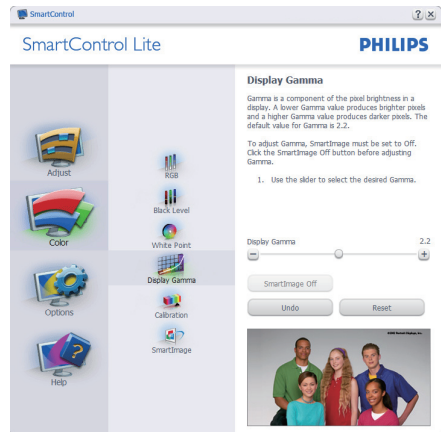 SmartControl
SmartControl Lite
PHILIPS
Adjust
Color
Options
Help
RGB
Black Level
White Point
Display Gamma
Calibration
SmartImage
Display Gamma
Gamma is a component of the pixel brightness in a
display. A lower Gamma value produces brighter pixels
and a higher Gamma value produces darker pixels. The
default value for Gamma is 2.2.
To adjust Gamma, SmartImage must be set to Off.
Click the SmartImage Off button before adjusting
Gamma.
1. Use the slider to select the desired Gamma.
Display Gamma 2.2
SmartImage Off
Undo Reset